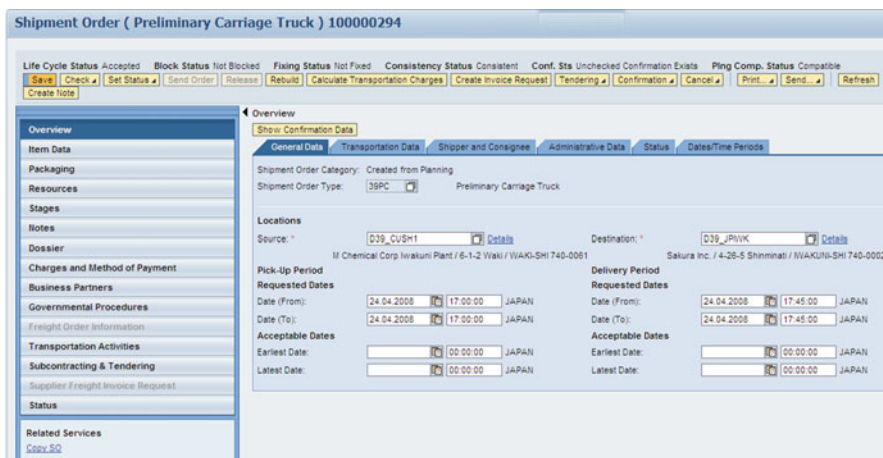 Shipment Order ( Preliminary Carriage Truck ) 100000294
Life Cycle Status Accepted Block Status Not Blocked Fixing Status Not Fixed Consistency Status Consistent Conf. Sts Unchecked Confirmation Exists Plng Comp. Status Compatible
Save Check Set Status Send Order Release Rebuild Calculate Transportation Charges Create Invoice Request Tendering Confirmation Cancel Print... Send... Refresh
Create Note
Overview
Show Confirmation Data
Overview
Item Data
Packaging
Resources
Stages
Notes
Dossier
Charges and Method of Payment
Business Partners
Governmental Procedures
Freight Order Information
Transportation Activities
Subcontracting & Tendering
Supplier Freight Invoice Request
Status
Related Services
Copy SO
General Data Transportation Data Shipper and Consignee Administrative Data Status Dates/Time Periods
Shipment Order Category: Created from Planning
Shipment Order Type: 39PC Preliminary Carriage Truck
Locations
Source: * D39_CUSH1 Details Destination: * D39_JPIWK Details
M Chemical Corp Iwakuni Plant / 6-1-2 Waki / WAKI-SHI 740-0061 Sakura Inc. / 4-26-5 Shinminati / IWAKUNI-SHI 740-0002
Pick-Up Period Delivery Period
Requested Dates Requested Dates
Date (From): 24.04.2008 17:00:00 JAPAN Date (From): 24.04.2008 17:45:00 JAPAN
Date (To): 24.04.2008 17:00:00 JAPAN Date (To): 24.04.2008 17:45:00 JAPAN
Acceptable Dates Acceptable Dates
Earliest Date: 00:00:00 JAPAN Earliest Date: 00:00:00 JAPAN
Latest Date: 00:00:00 JAPAN Latest Date: 00:00:00 JAPAN